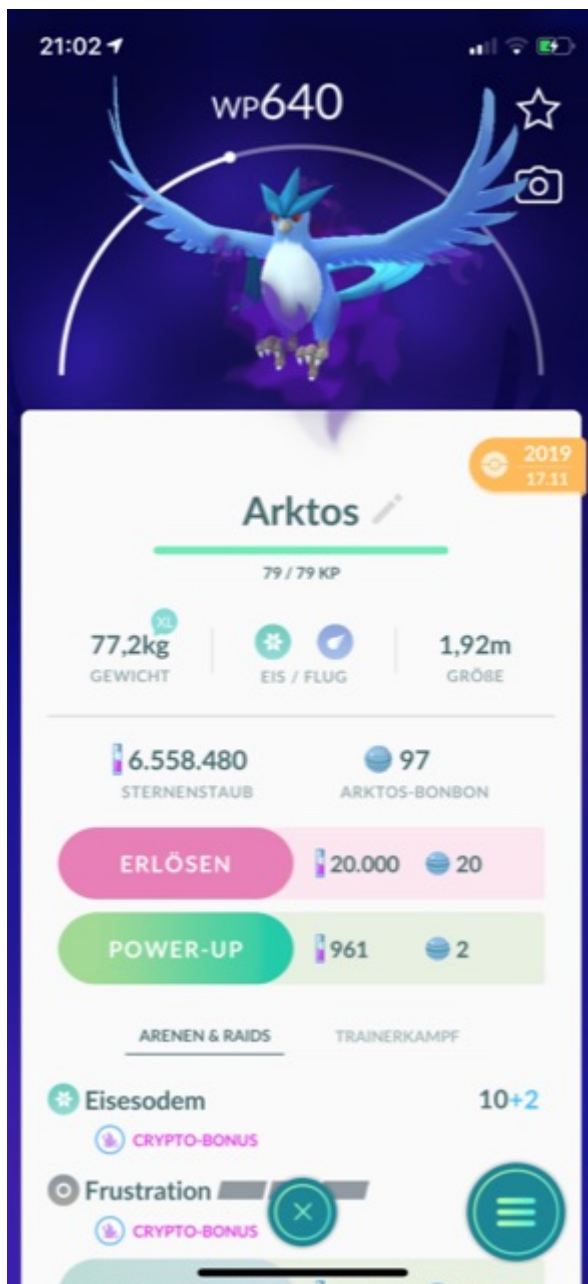 21:02
WP640
2019
17.11
Arktos
79 / 79 KP
XL
77,2kg
GEWICHT
EIS / FLUG
1,92m
GRÖßE
6.558.480
STERNENSTAUB
97
ARKTOS-BONBON
ERLÖSEN 20.000 20
POWER-UP 961 2
ARENEN & RAIDS TRAINERKAMPF
Eisesodem 10+2
CRYPTO-BONUS
Frustration
CRYPTO-BONUS